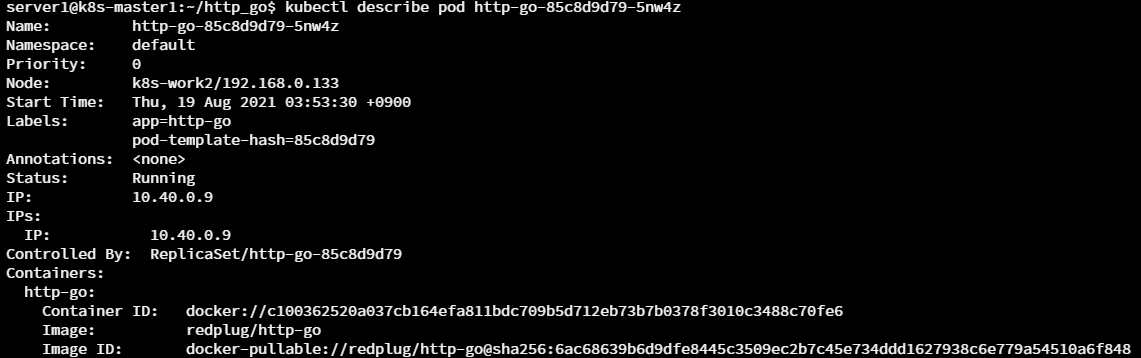 server1@k8s-master1:~/http_go$ kubectl describe pod http-go-85c8d9d79-5nw4z
Name:         http-go-85c8d9d79-5nw4z
Namespace:    default
Priority:     0
Node:         k8s-work2/192.168.0.133
Start Time:   Thu, 19 Aug 2021 03:53:30 +0900
Labels:       app=http-go
              pod-template-hash=85c8d9d79
Annotations:  <none>
Status:       Running
IP:           10.40.0.9
IPs:
  IP:           10.40.0.9
Controlled By:  ReplicaSet/http-go-85c8d9d79
Containers:
  http-go:
    Container ID:   docker://c100362520a037cb164efa811bdc709b5d712eb73b7b0378f3010c3488c70fe6
    Image:          redplug/http-go
    Image ID:       docker-pullable://redplug/http-go@sha256:6ac68639b6d9dfe8445c3509ec2b7c45e734ddd1627938c6e779a54510a6f848